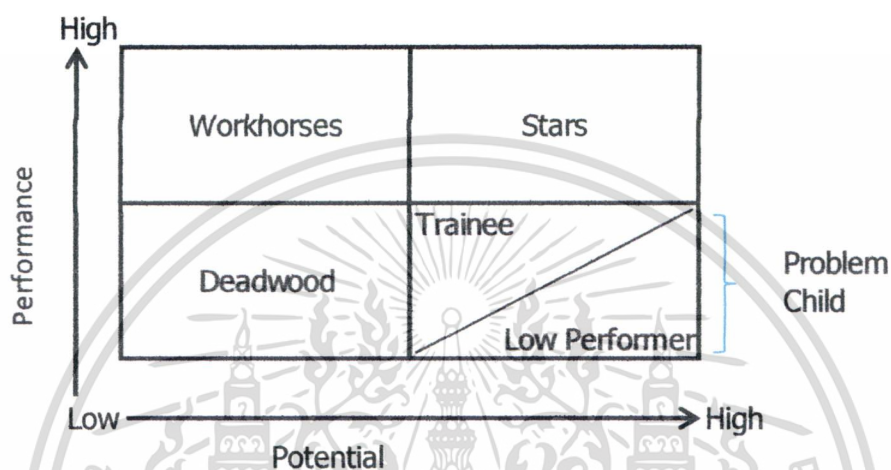 High
Workhorses
Stars
Performance
Trainee
Deadwood
Problem
Child
Low Performer
Low
High
Potential